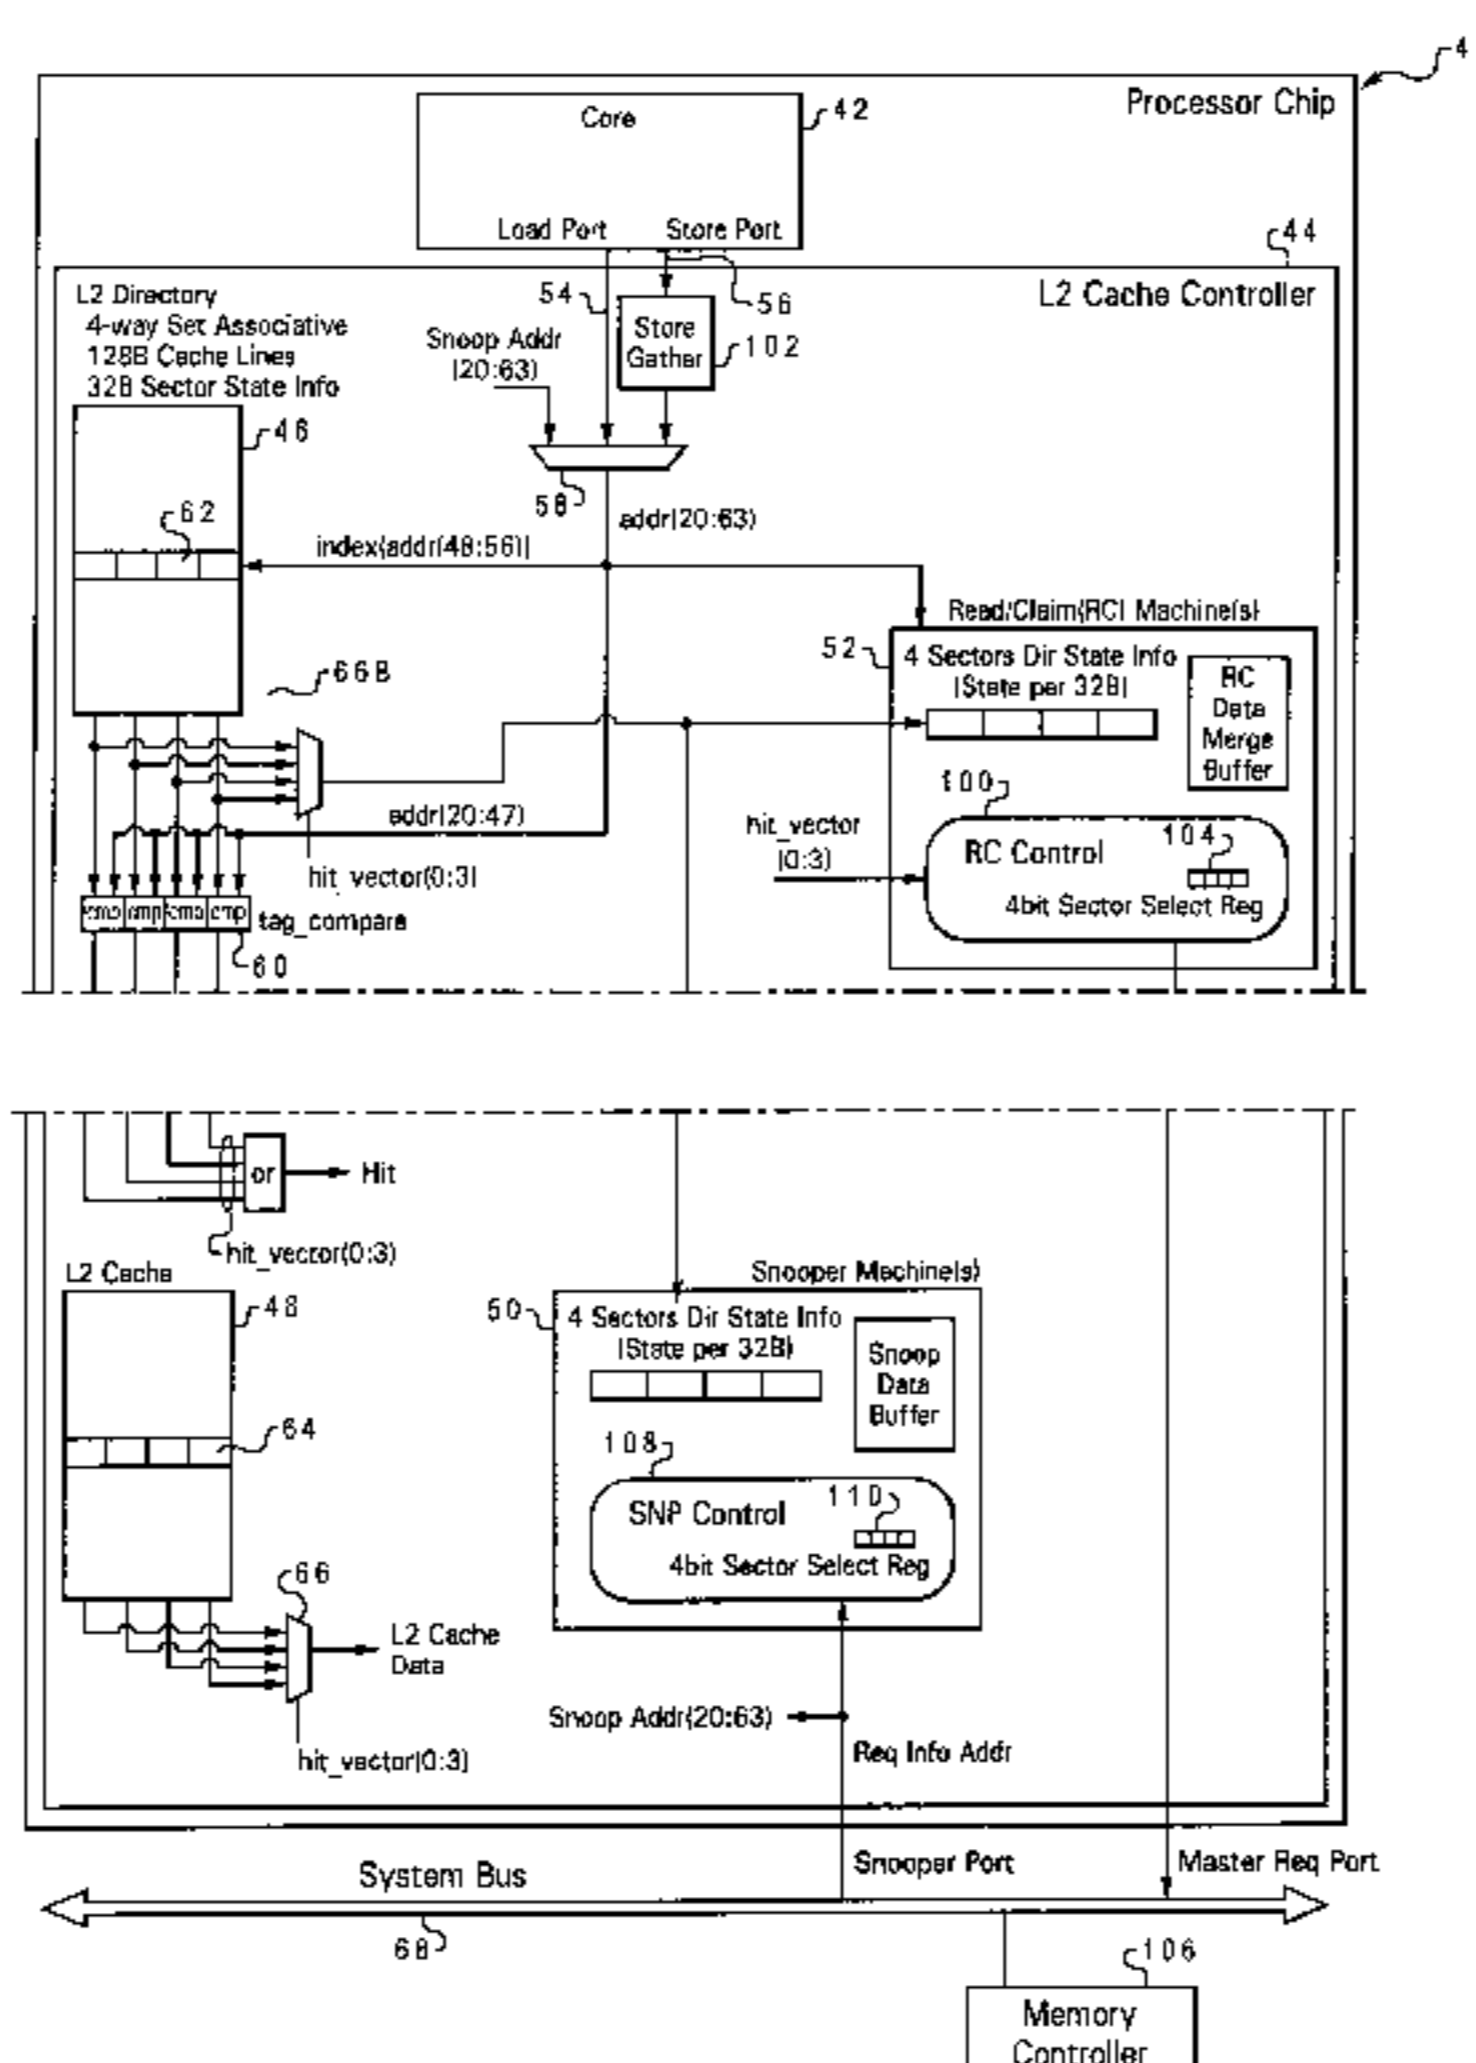 4
Processor Chip
Core
42
Load Port
Store Port
44
L2 Cache Controller
L2 Directory
4-way Set Associative
128B Cache Lines
32B Sector State Info
54
56
Snoop Addr
(20:63)
Store
Gather
102
46
58
addr(20:63)
62
index(addr(48:56))
Read/Claim(RC) Machine(s)
52
4 Sectors Dir State Info
(State per 32B)
RC
Data
Merge
Buffer
66B
100
addr(20:47)
hit_vector
(0:3)
RC Control
104
4bit Sector Select Reg
hit_vector(0:3)
cmp cmp cmp cmp
tag_compare
60
or
Hit
hit_vector(0:3)
L2 Cache
48
Snooper Machine(s)
50
4 Sectors Dir State Info
(State per 32B)
Snoop
Data
Buffer
64
108
SNP Control
110
4bit Sector Select Reg
66
L2 Cache
Data
Snoop Addr(20:63)
hit_vector(0:3)
Req Info Addr
System Bus
Snooper Port
Master Req Port
68
106
Memory
Controller